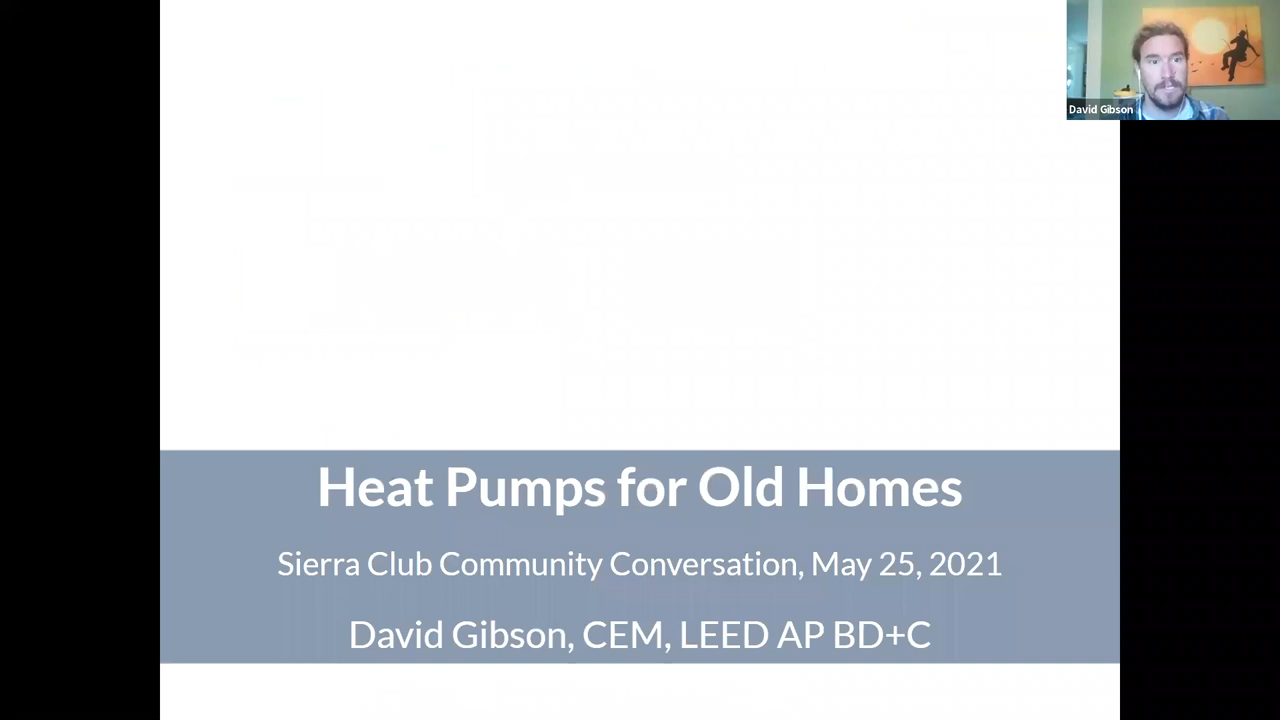 David Gibson
Heat Pumps for Old Homes
Sierra Club Community Conversation, May 25, 2021
David Gibson, CEM, LEED AP BD+C